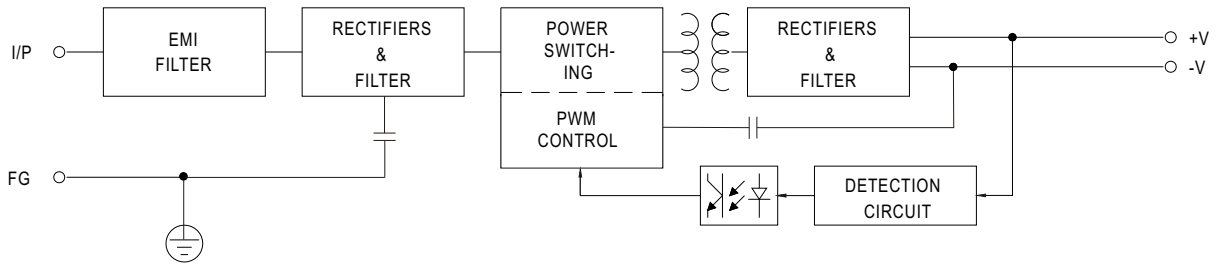 I/P
EMI
FILTER
RECTIFIERS
&
FILTER
POWER
SWITCH-
ING
PWM
CONTROL
RECTIFIERS
&
FILTER
+V
-V
FG
DETECTION
CIRCUIT